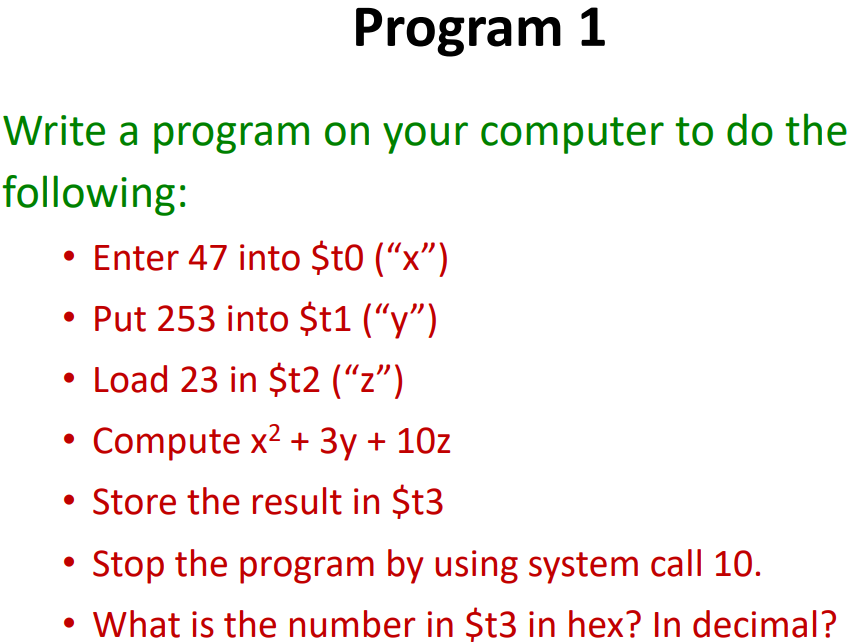 Program 1
Write a program on your computer to do the
following:
• Enter 47 into $t0 (“x”)
• Put 253 into $t1 (“y”)
• Load 23 in $t2 (“z”)
• Compute x² + 3y + 10z
• Store the result in $t3
• Stop the program by using system call 10.
• What is the number in $t3 in hex? In decimal?